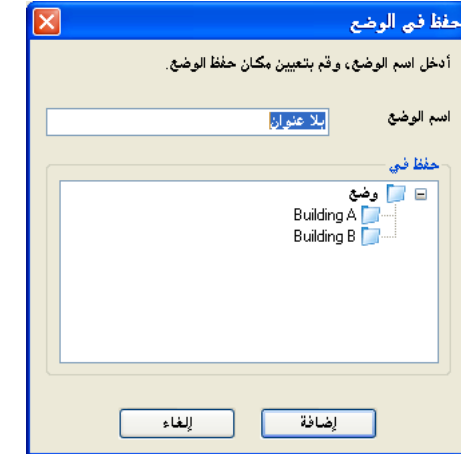 حفظ في الوضع
أدخل اسم الوضع، وقم بتعيين مكان حفظ الوضع.
اسم الوضع
بلا عنوان
حفظ في
وضع
Building A
Building B
إضافة
إلغاء